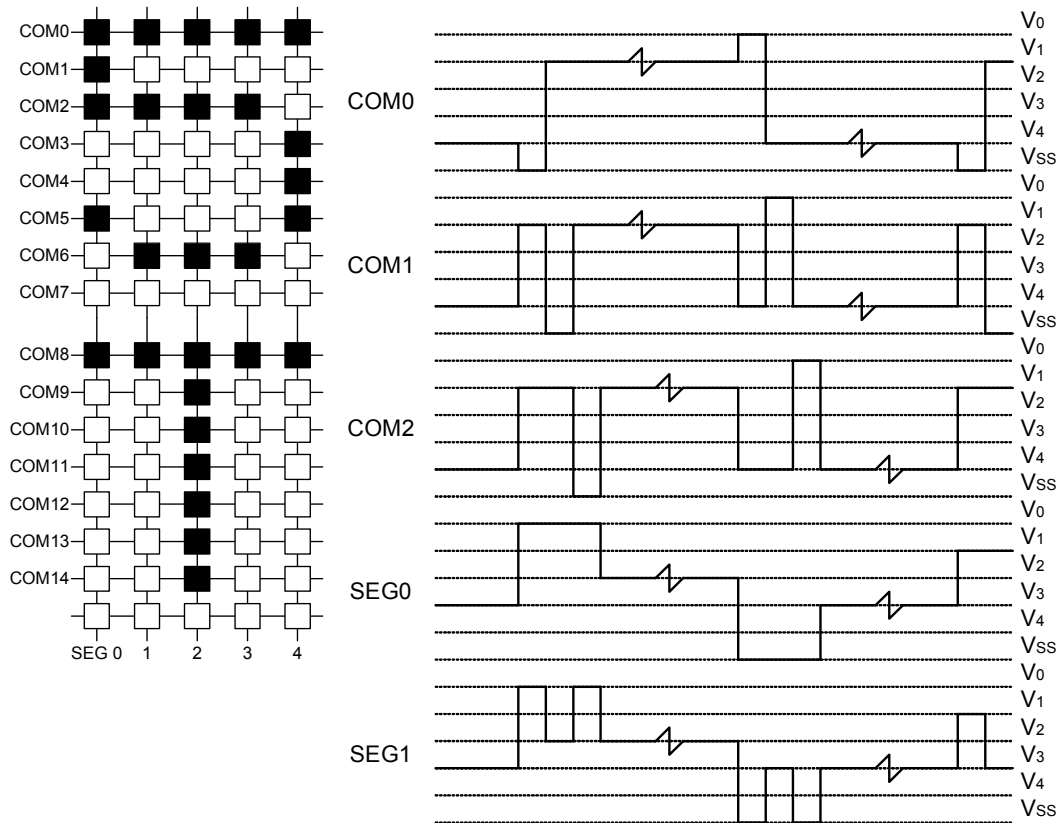 COM0
COM1
COM2
COM3
COM4
COM5
COM6
COM7
COM8
COM9
COM10
COM11
COM12
COM13
COM14
SEG 0 1 2 3 4
COM0
V0
V1
V2
V3
V4
VSS
COM1
V0
V1
V2
V3
V4
VSS
COM2
V0
V1
V2
V3
V4
VSS
SEG0
V0
V1
V2
V3
V4
VSS
SEG1
V0
V1
V2
V3
V4
VSS